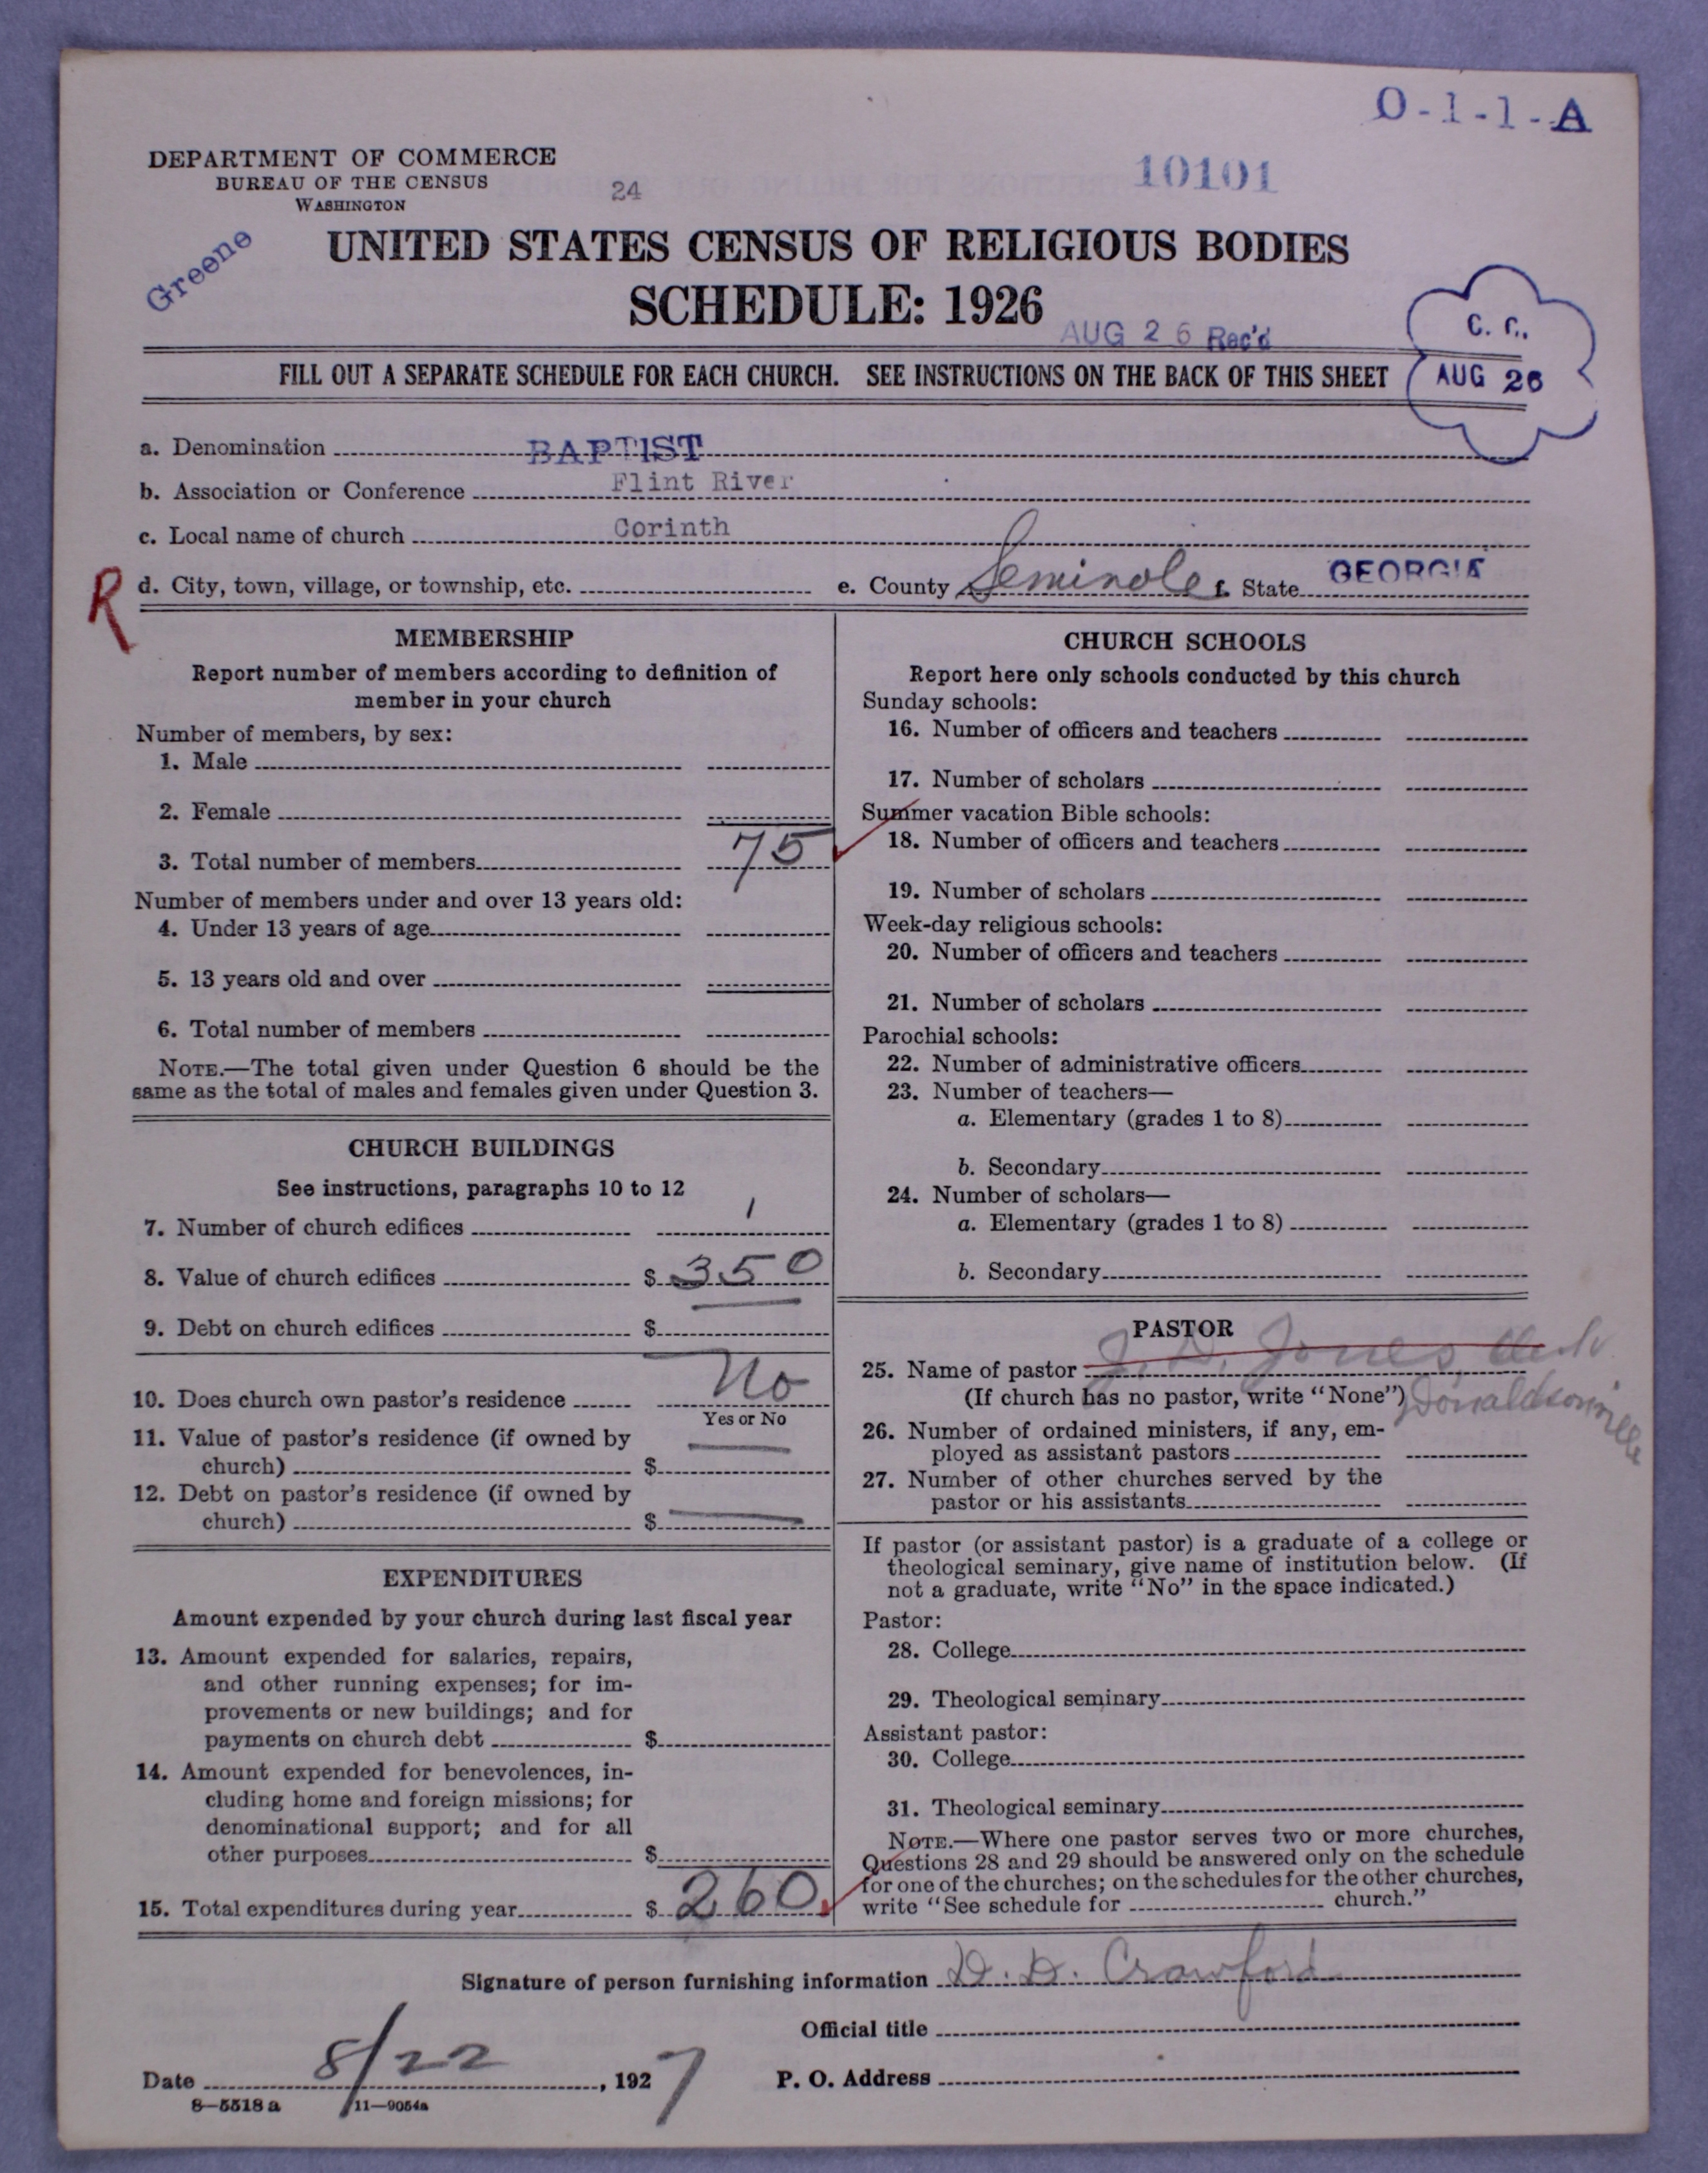 O-1-1-A
DEPARTMENT OF COMMERCE
BUREAU OF THE CENSUS
WASHINGTON
24
10101
Greene
UNITED STATES CENSUS OF RELIGIOUS BODIES
SCHEDULE: 1926
AUG 26 Rec'd
C. C.
AUG 26
FILL OUT A SEPARATE SCHEDULE FOR EACH CHURCH. SEE INSTRUCTIONS ON THE BACK OF THIS SHEET
a. Denomination BAPTIST
b. Association or Conference Flint River
c. Local name of church Corinth
R d. City, town, village, or township, etc. e. County Seminole f. State GEORGIA
MEMBERSHIP
Report number of members according to definition of
member in your church
Number of members, by sex:
1. Male
2. Female
3. Total number of members 75
Number of members under and over 13 years old:
4. Under 13 years of age
5. 13 years old and over
6. Total number of members
NOTE.—The total given under Question 6 should be the
same as the total of males and females given under Question 3.
CHURCH BUILDINGS
See instructions, paragraphs 10 to 12
7. Number of church edifices 1
8. Value of church edifices $ 350
9. Debt on church edifices $
10. Does church own pastor's residence No
Yes or No
11. Value of pastor's residence (if owned by
church) $
12. Debt on pastor's residence (if owned by
church) $
EXPENDITURES
Amount expended by your church during last fiscal year
13. Amount expended for salaries, repairs,
and other running expenses; for im-
provements or new buildings; and for
payments on church debt $
14. Amount expended for benevolences, in-
cluding home and foreign missions; for
denominational support; and for all
other purposes $
15. Total expenditures during year $ 260
CHURCH SCHOOLS
Report here only schools conducted by this church
Sunday schools:
16. Number of officers and teachers
17. Number of scholars
Summer vacation Bible schools:
18. Number of officers and teachers
19. Number of scholars
Week-day religious schools:
20. Number of officers and teachers
21. Number of scholars
Parochial schools:
22. Number of administrative officers
23. Number of teachers—
a. Elementary (grades 1 to 8)
b. Secondary
24. Number of scholars—
a. Elementary (grades 1 to 8)
b. Secondary
PASTOR
25. Name of pastor J. D. Jones
(If church has no pastor, write "None") Donaldsonville
26. Number of ordained ministers, if any, em-
ployed as assistant pastors
27. Number of other churches served by the
pastor or his assistants
If pastor (or assistant pastor) is a graduate of a college or
theological seminary, give name of institution below. (If
not a graduate, write "No" in the space indicated.)
Pastor:
28. College
29. Theological seminary
Assistant pastor:
30. College
31. Theological seminary
NOTE.—Where one pastor serves two or more churches,
Questions 28 and 29 should be answered only on the schedule
for one of the churches; on the schedules for the other churches,
write "See schedule for church."
Signature of person furnishing information D. D. Crawford
Official title
Date 8/22, 1927 P. O. Address
8—5518 a 11—9054a